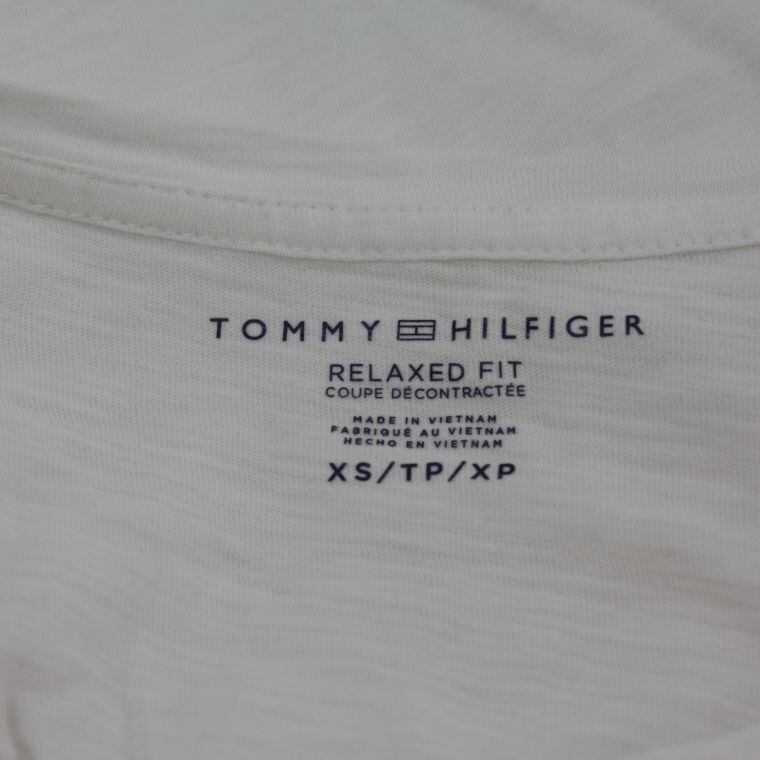 TOMMY HILFIGER
RELAXED FIT
COUPE DÉCONTRACTÉE
MADE IN VIETNAM
FABRIQUÉ AU VIETNAM
HECHO EN VIETNAM
XS/TP/XP